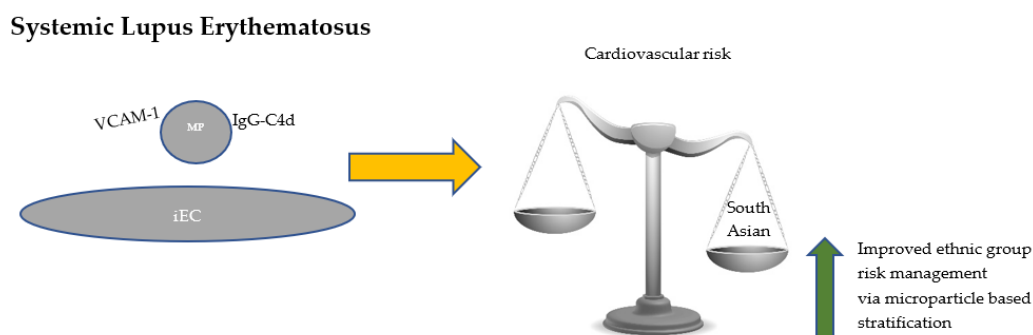 Systemic Lupus Erythematosus
Cardiovascular risk
VCAM-1
MP
IgG-C4d
iEC
South
Asian
Improved ethnic group
risk management
via microparticle based
stratification